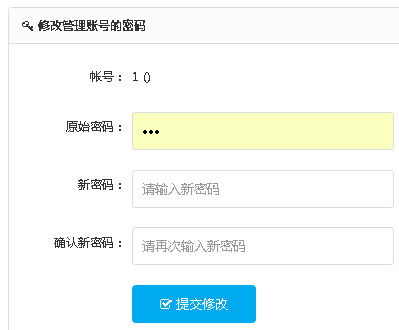 修改管理账号的密码
帐号： 1 ()
原始密码： •••
新密码： 请输入新密码
确认新密码： 请再次输入新密码
提交修改